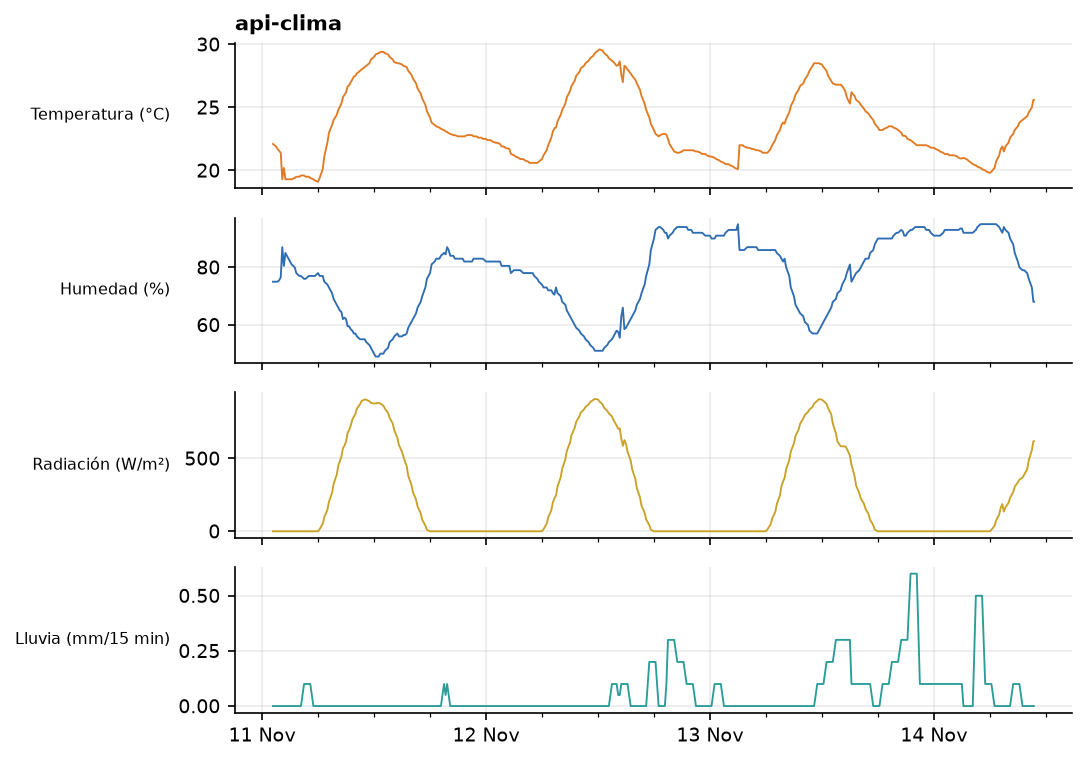 api-clima
Temperatura (°C)
30
25
20
Humedad (%)
80
60
Radiación (W/m²)
500
0
Lluvia (mm/15 min)
0.50
0.25
0.00
11 Nov 12 Nov 13 Nov 14 Nov